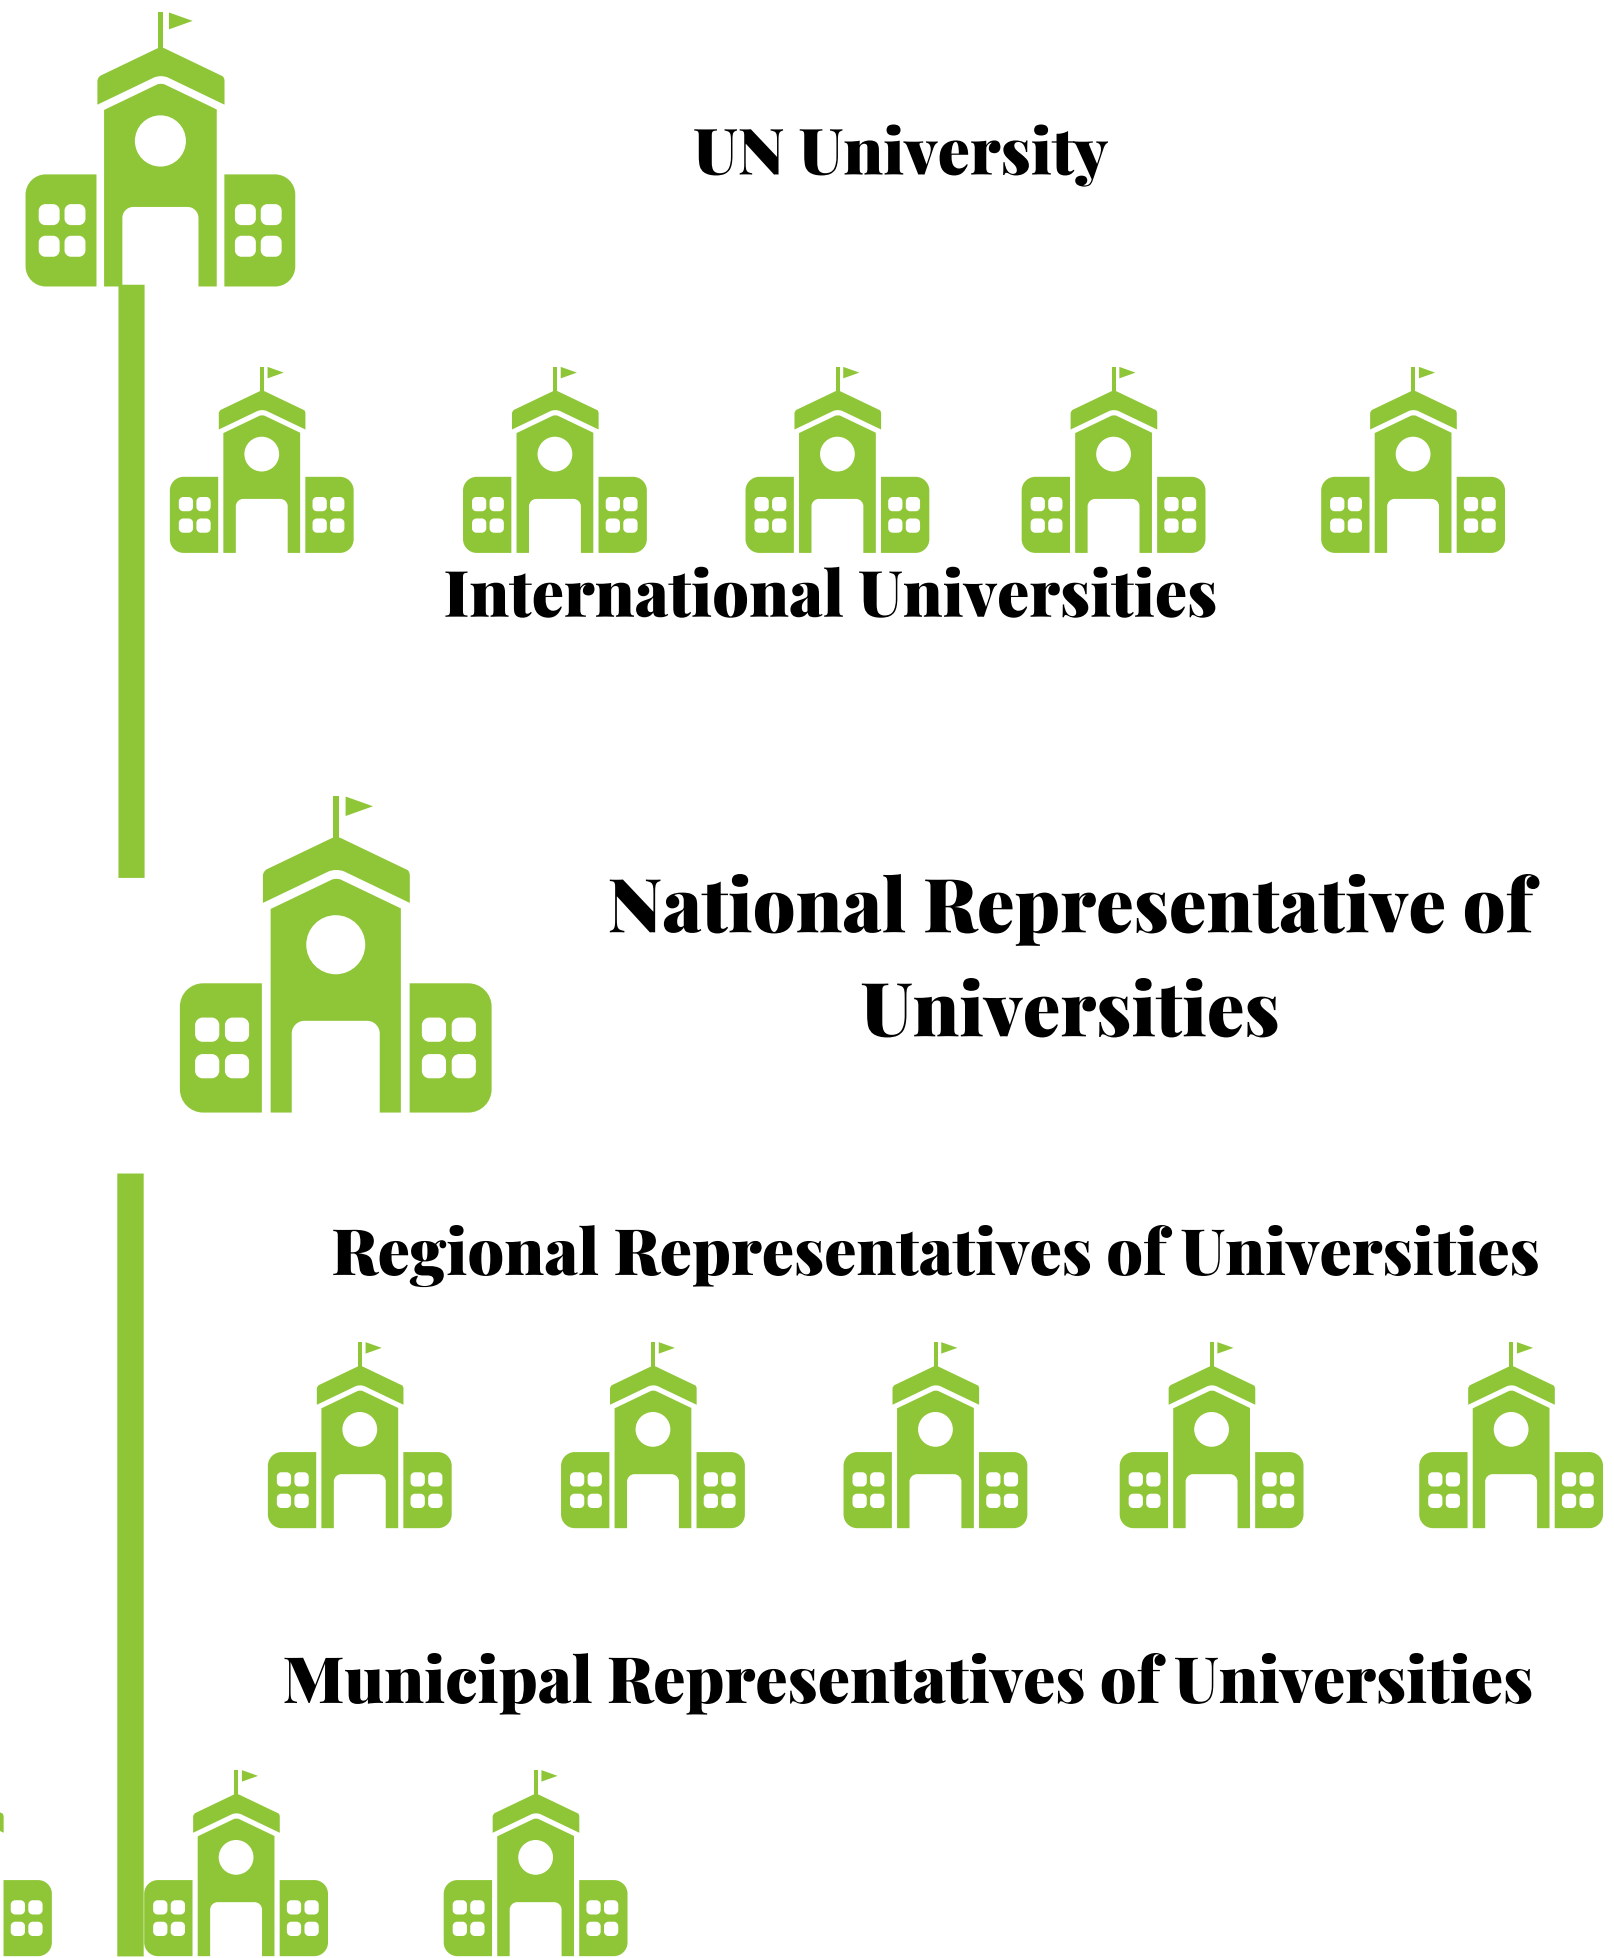 UN University
International Universities
National Representative of
Universities
Regional Representatives of Universities
Municipal Representatives of Universities